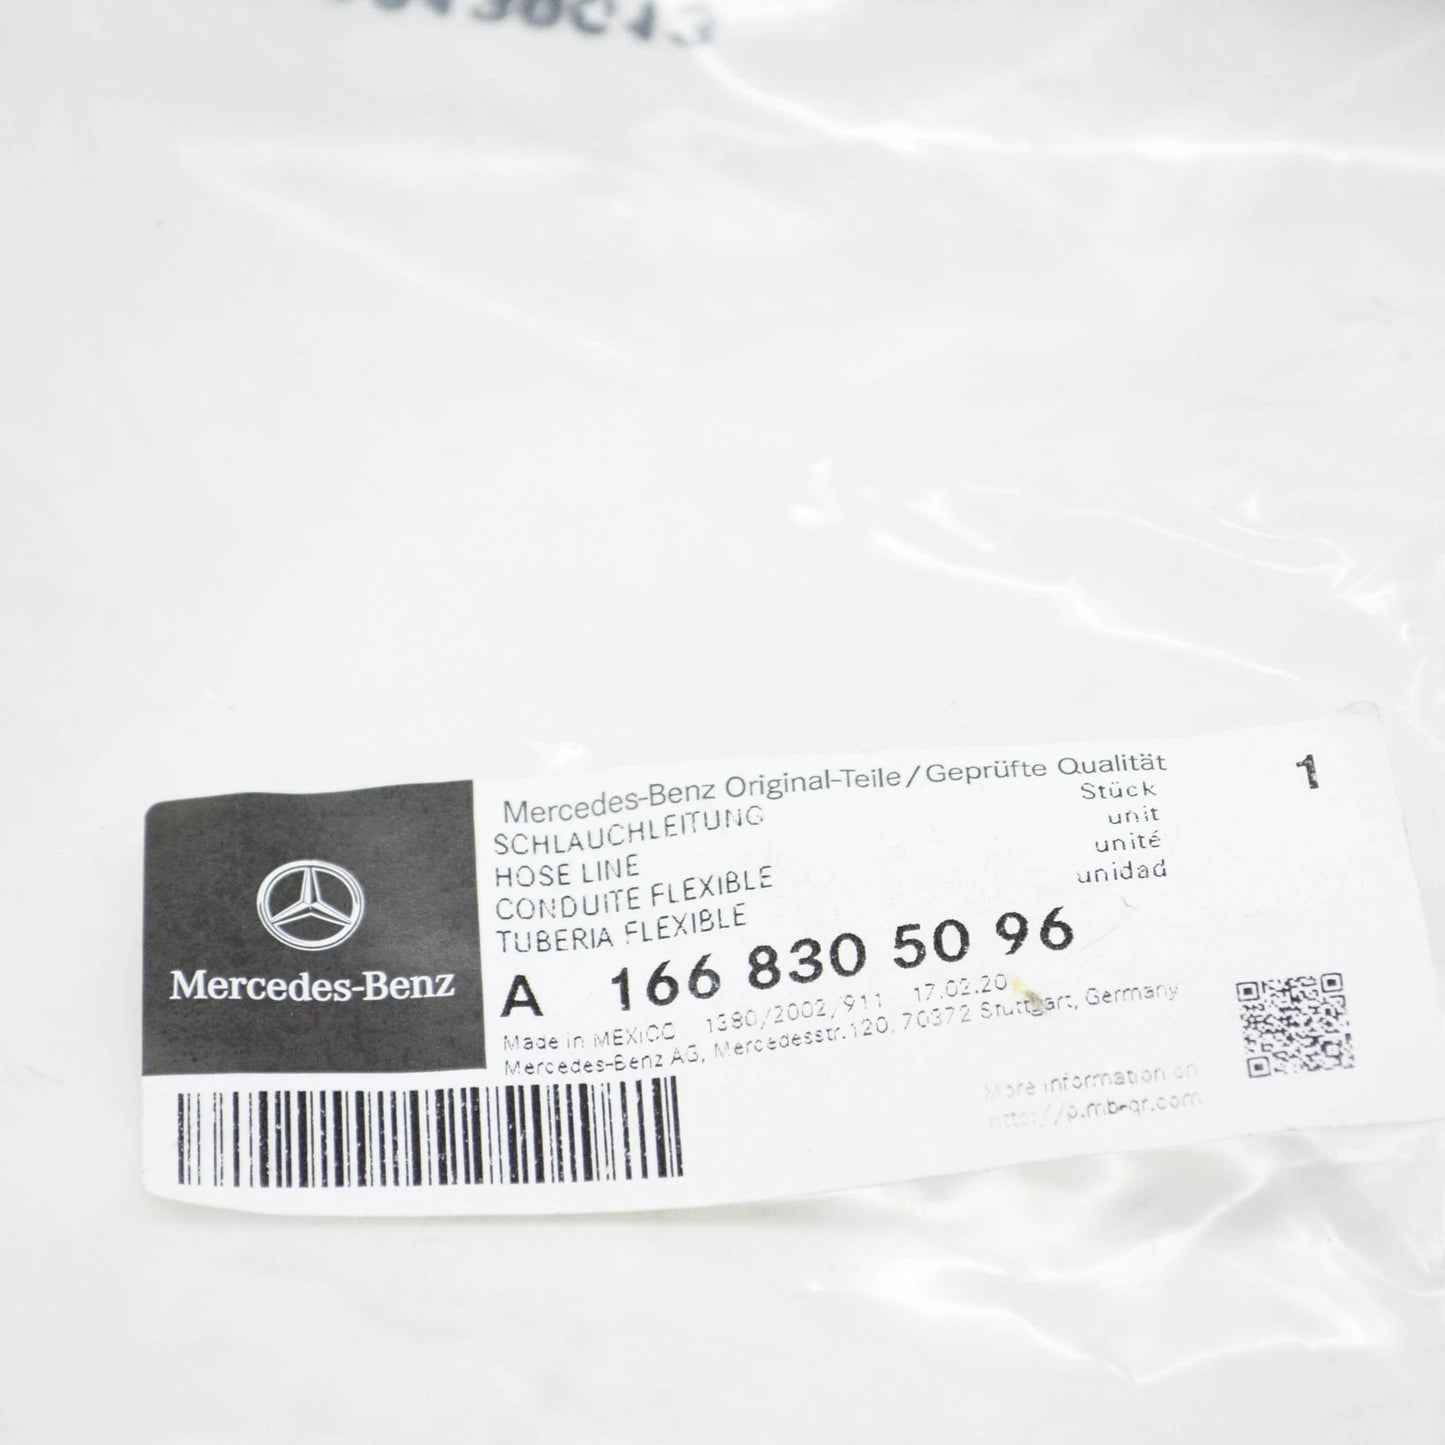 Mercedes-Benz Original-Teile/Geprüfte Qualität
SCHLAUCHLEITUNG
HOSE LINE
CONDUITE FLEXIBLE
TUBERIA FLEXIBLE
Stück
unit
unité
unidad
1
A 166 830 50 96
Made in MEXICO 1380/2002/911 17.02.20
Mercedes-Benz AG, Mercedesstr.120, 70372 Stuttgart, Germany
More information on
http://p.mb-qr.com
Mercedes-Benz